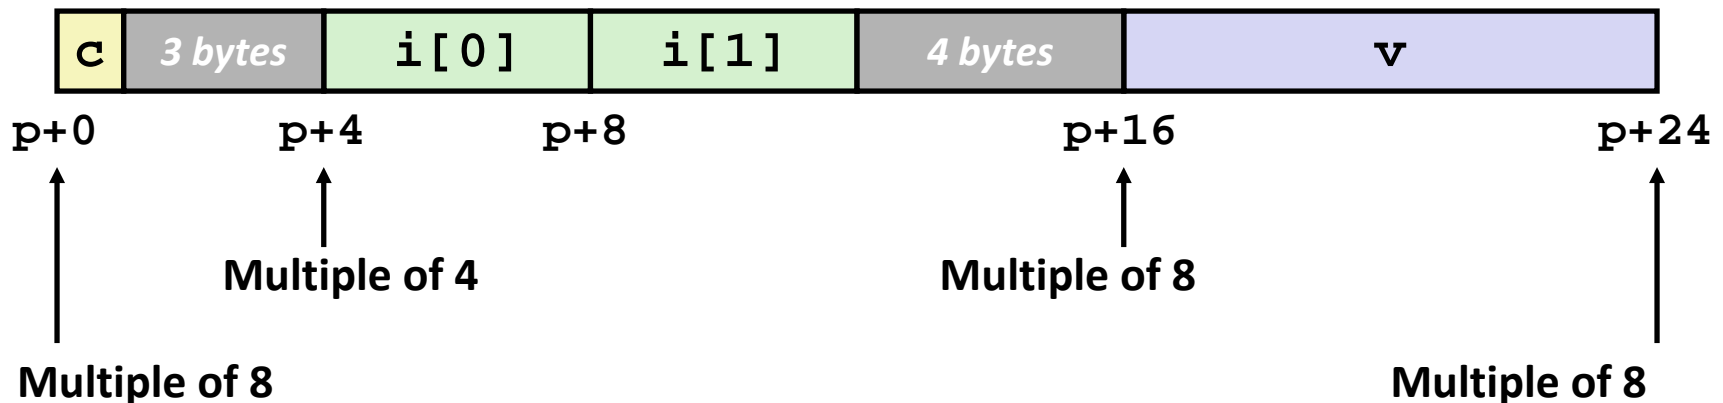 c 3 bytes i[0] i[1] 4 bytes v
p+0 p+4 p+8 p+16 p+24
Multiple of 4 Multiple of 8
Multiple of 8 Multiple of 8